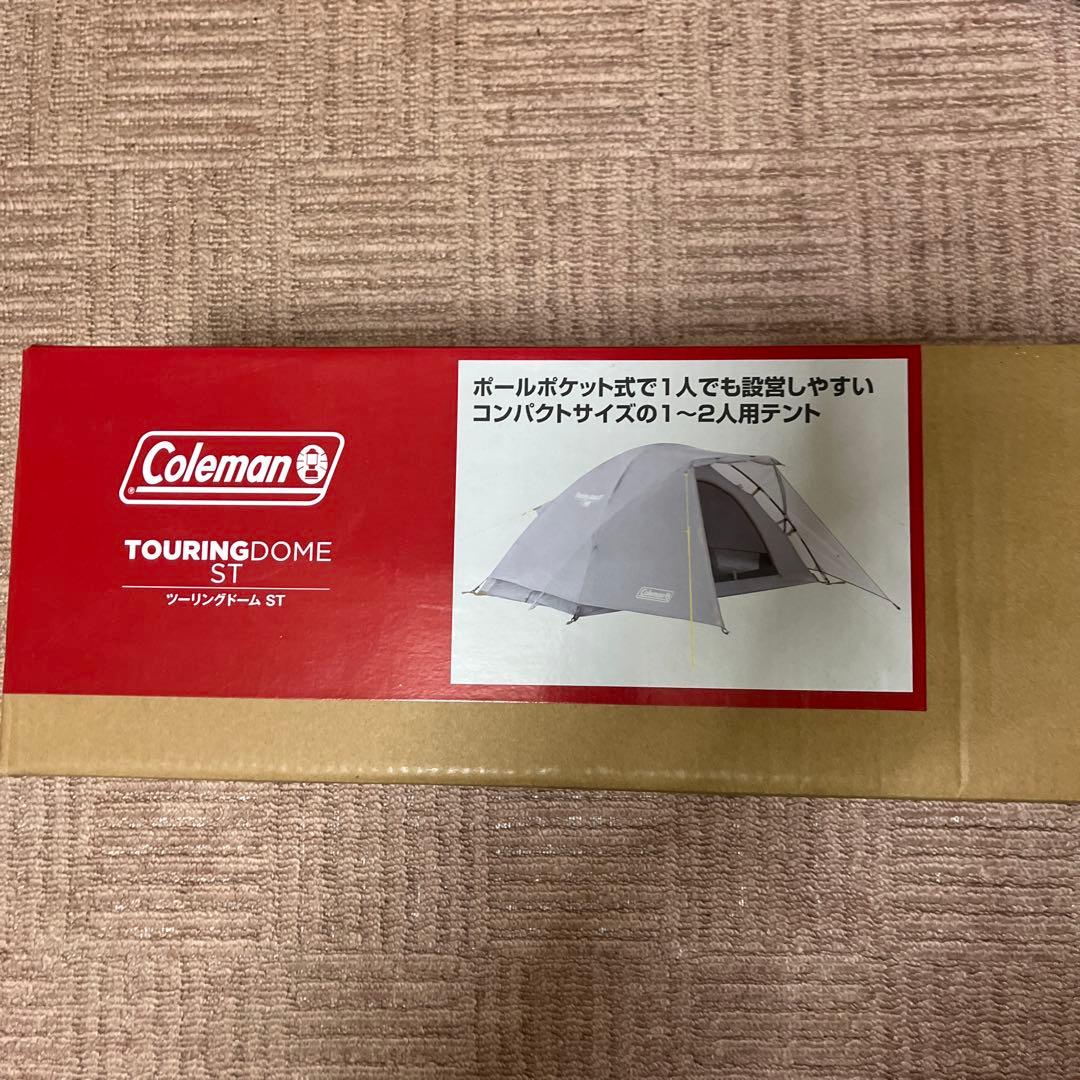 ポールポケット式で1人でも設営しやすい
コンパクトサイズの1〜2人用テント
Coleman
®
TOURINGDOME
ST
ツーリングドーム ST
Coleman